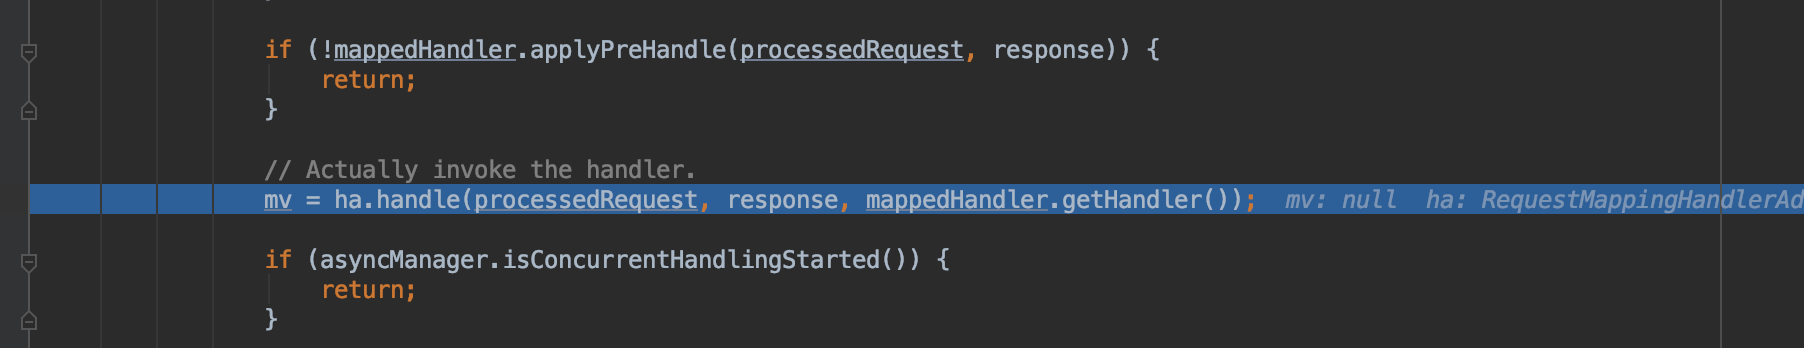 if (!mappedHandler.applyPreHandle(processedRequest, response)) {
return;
}
// Actually invoke the handler.
mv = ha.handle(processedRequest, response, mappedHandler.getHandler()); mv: null ha: RequestMappingHandlerAd
if (asyncManager.isConcurrentHandlingStarted()) {
return;
}